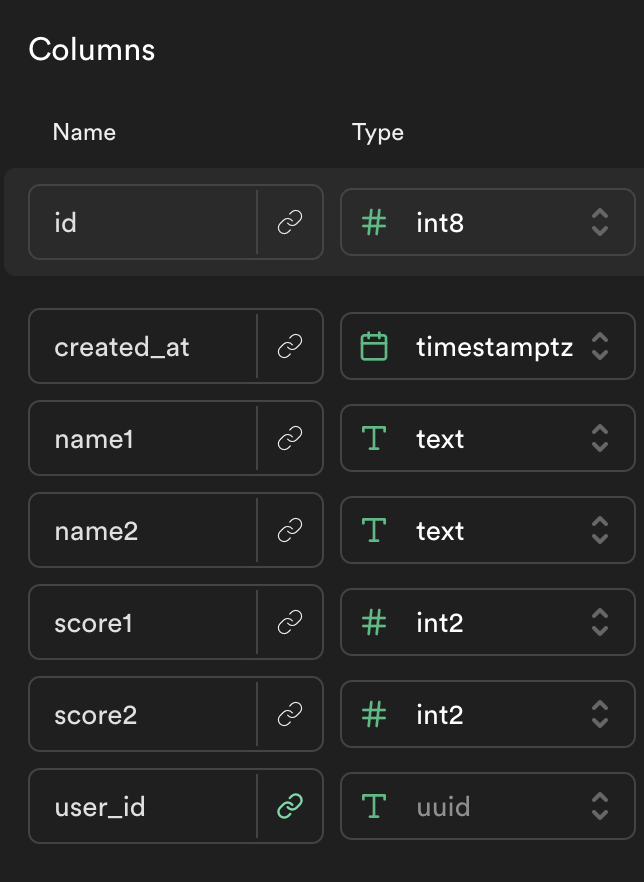 Columns
Name Type
id int8
created_at timestamptz
name1 text
name2 text
score1 int2
score2 int2
user_id uuid